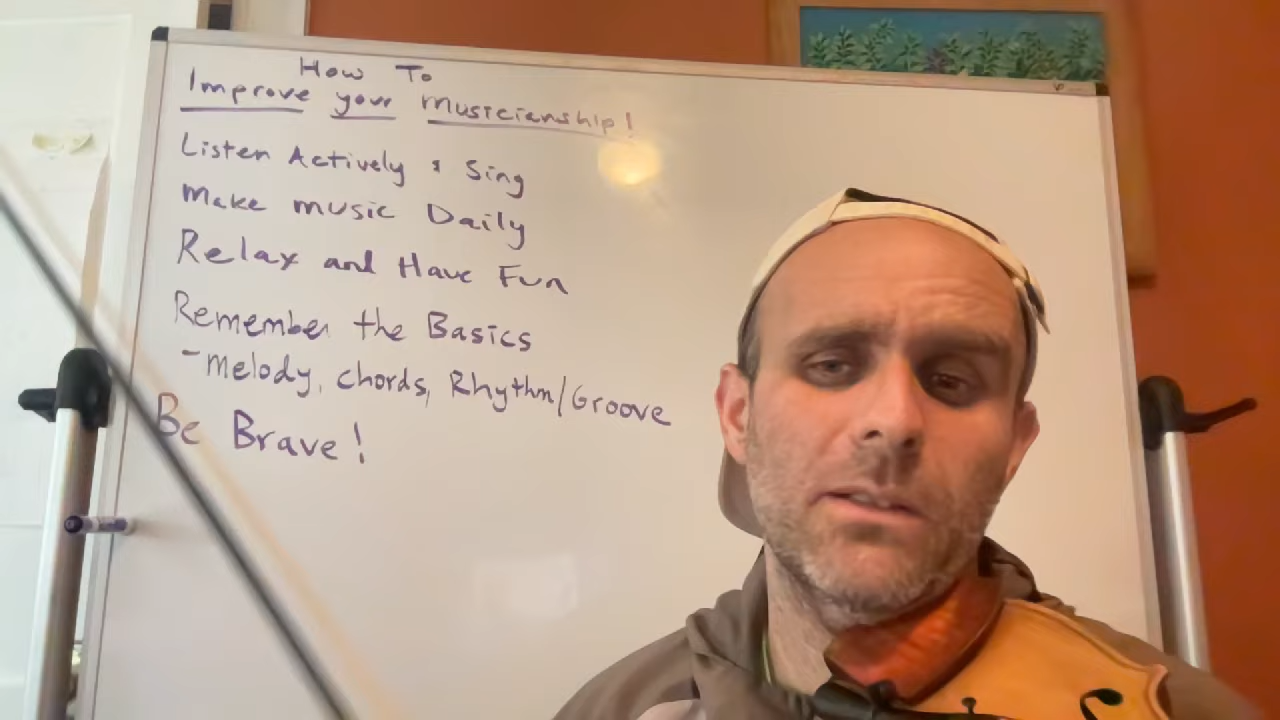 How To
Improve your Musicianship!
Listen Actively & Sing
Make music Daily
Relax and Have Fun
Remember the Basics
- Melody, chords, Rhythm/Groove
Be Brave!